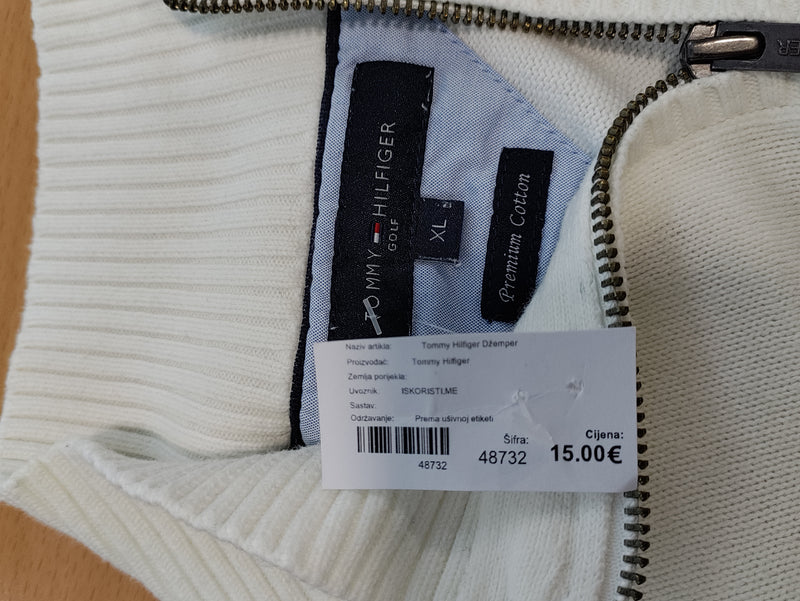 TOMMY HILFIGER
GOLF
XL
Premium Cotton
Naziv artikla: Tommy Hilfiger Džemper
Proizvođač: Tommy Hilfiger
Zemlja porijekla:
Uvoznik: ISKORISTI.ME
Sastav:
Održavanje: Prema ušivnoj etiketi
48732
Šifra: 48732
Cijena: 15.00€